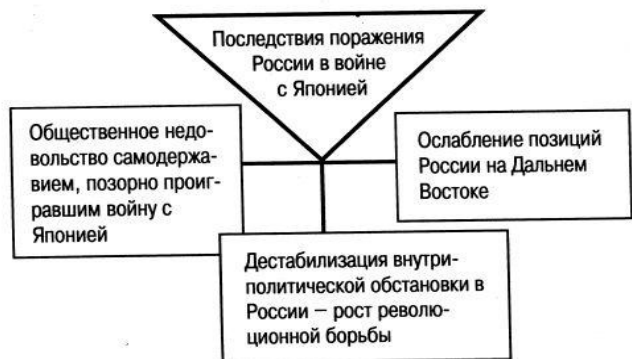 Последствия поражения
России в войне
с Японией
Общественное недо-
вольство самодержа-
вием, позорно проиг-
равшим войну с
Японией
Ослабление позиций
России на Дальнем
Востоке
Дестабилизация внутри-
политической обстановки в
России – рост револю-
ционной борьбы